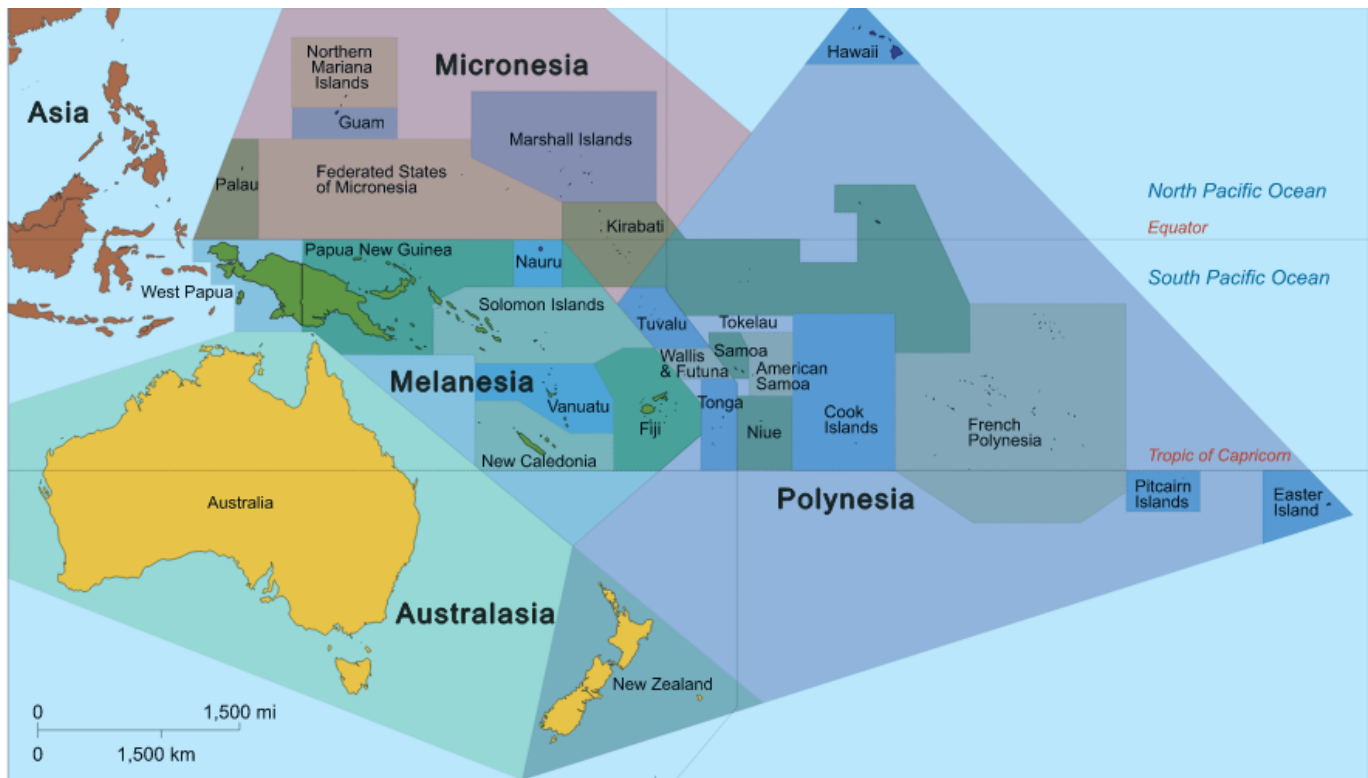 Northern
Mariana
Islands
Micronesia
Hawaii
Asia
Guam
Marshall Islands
Federated States
of Micronesia
Palau
North Pacific Ocean
Kirabati
Equator
Papua New Guinea
Nauru
South Pacific Ocean
West Papua
Solomon Islands
Tuvalu
Tokelau
Wallis
& Futuna
Samoa
American
Samoa
Melanesia
Vanuatu
Fiji
Tonga
Niue
Cook
Islands
French
Polynesia
New Caledonia
Tropic of Capricorn
Polynesia
Pitcairn
Islands
Easter
Island
Australia
Australasia
New Zealand
0
1,500 mi
0
1,500 km